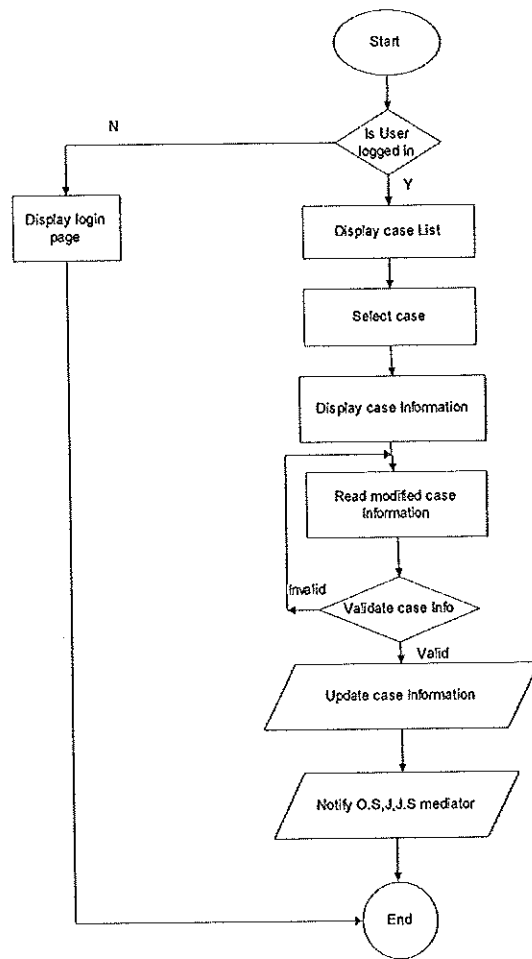 Start
Is User
logged in
N
Y
Display login
page
Display case List
Select case
Display case Information
Read modified case
Information
Invalid
Validate case Info
Valid
Update case Information
Notify O.S,J.J.S mediator
End